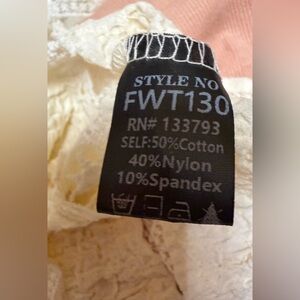 STYLE NO
FWT130
RN# 133793
SELF:50%Cotton
40%Nylon
10%Spandex